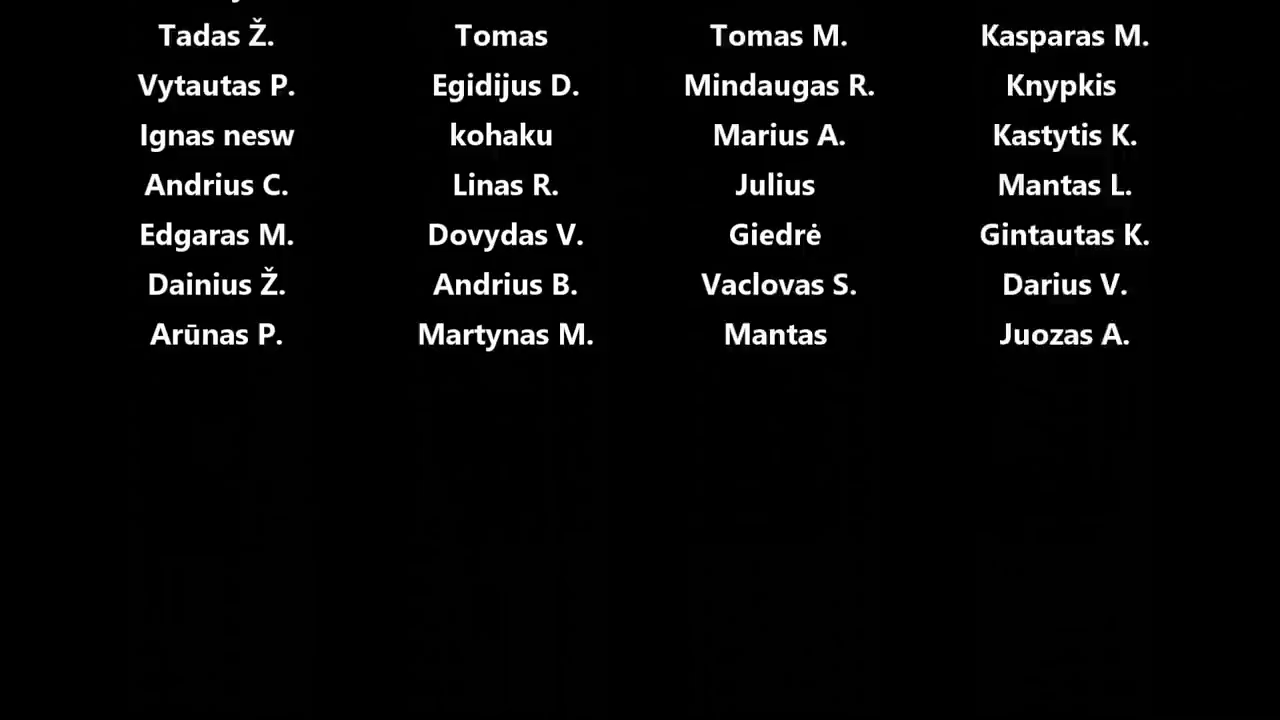 Tadas Ž. Tomas Tomas M. Kasparas M.
Vytautas P. Egidijus D. Mindaugas R. Knypkis
Ignas nesw kohaku Marius A. Kastytis K.
Andrius C. Linas R. Julius Mantas L.
Edgaras M. Dovydas V. Giedrė Gintautas K.
Dainius Ž. Andrius B. Vaclovas S. Darius V.
Arūnas P. Martynas M. Mantas Juozas A.